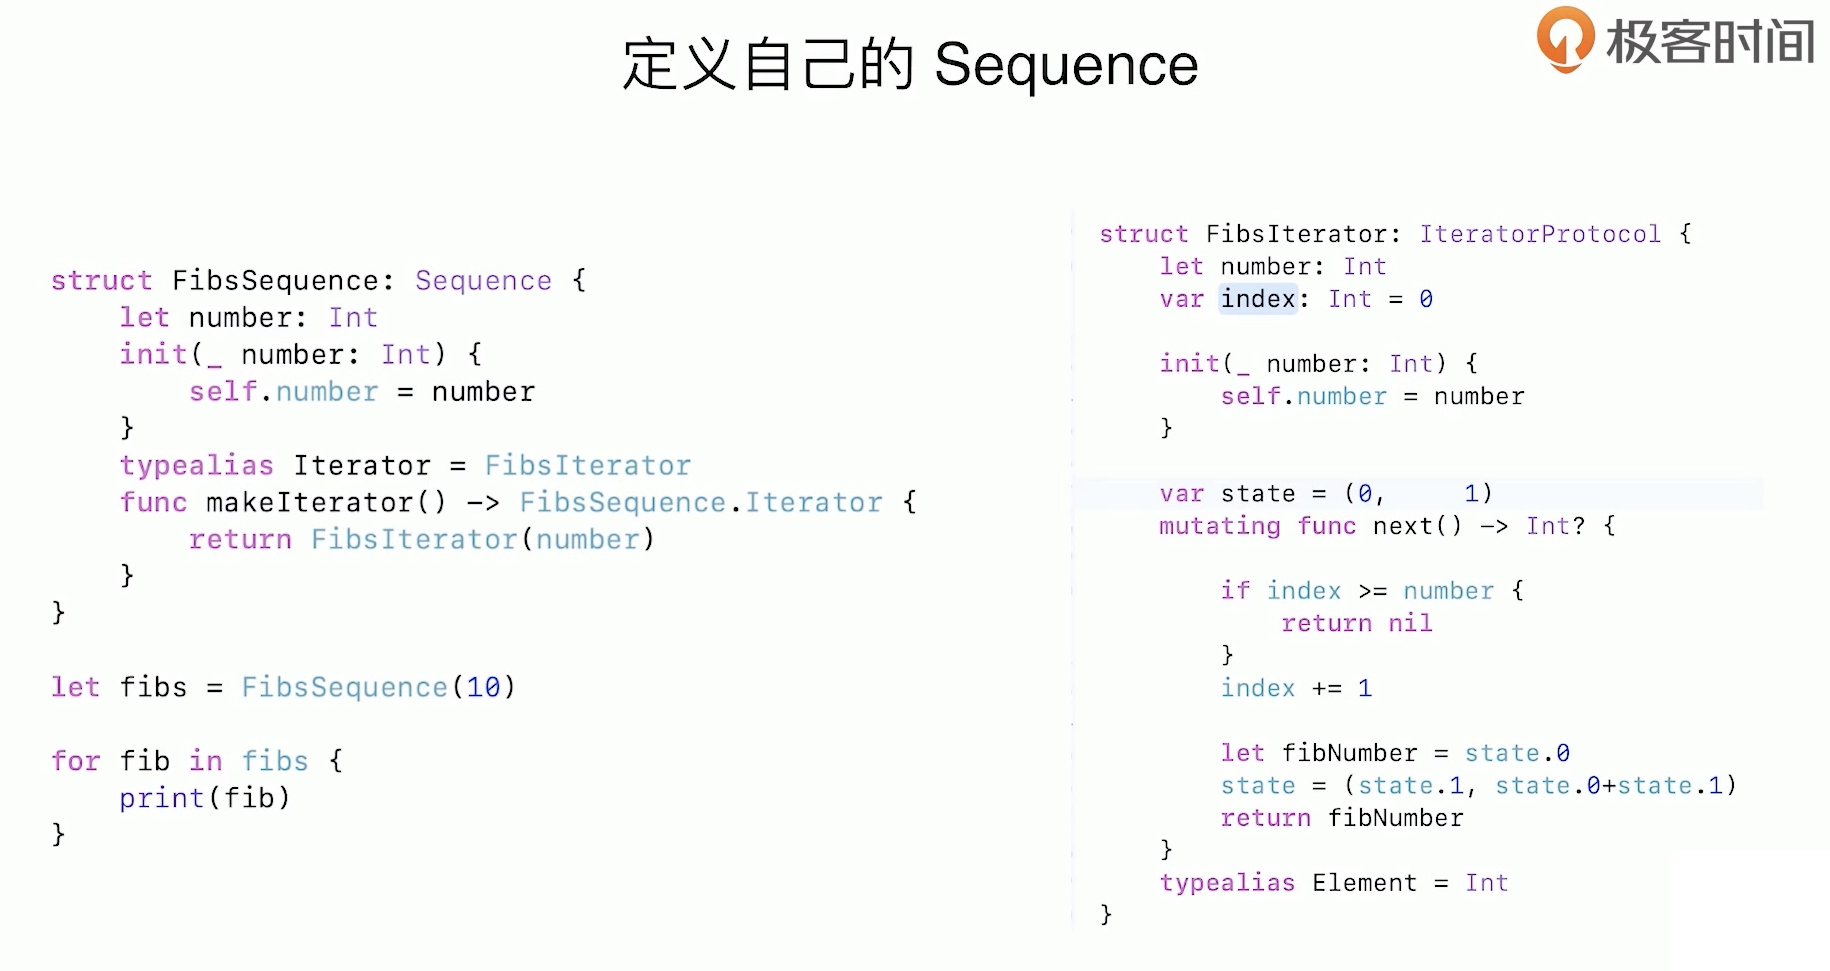 定义自己的 Sequence
极客时间
struct FibsSequence: Sequence {
    let number: Int
    init(_ number: Int) {
        self.number = number
    }
    typealias Iterator = FibsIterator
    func makeIterator() -> FibsSequence.Iterator {
        return FibsIterator(number)
    }
}

let fibs = FibsSequence(10)

for fib in fibs {
    print(fib)
}

struct FibsIterator: IteratorProtocol {
    let number: Int
    var index: Int = 0

    init(_ number: Int) {
        self.number = number
    }

    var state = (0,     1)
    mutating func next() -> Int? {

        if index >= number {
            return nil
        }
        index += 1

        let fibNumber = state.0
        state = (state.1, state.0+state.1)
        return fibNumber
    }
    typealias Element = Int
}